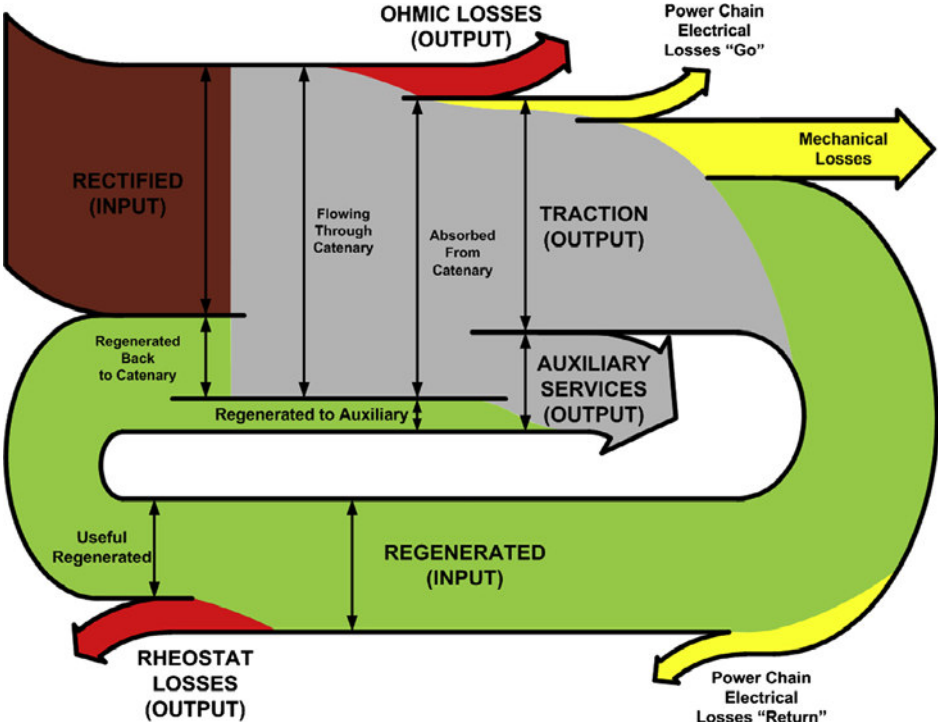 OHMIC LOSSES
(OUTPUT)
Power Chain
Electrical
Losses “Go”
Mechanical
Losses
RECTIFIED
(INPUT)
Flowing
Through
Catenary
Absorbed
From
Catenary
TRACTION
(OUTPUT)
Regenerated
Back
to Catenary
AUXILIARY
SERVICES
(OUTPUT)
Regenerated to Auxiliary
Useful
Regenerated
REGENERATED
(INPUT)
RHEOSTAT
LOSSES
(OUTPUT)
Power Chain
Electrical
Losses “Return”